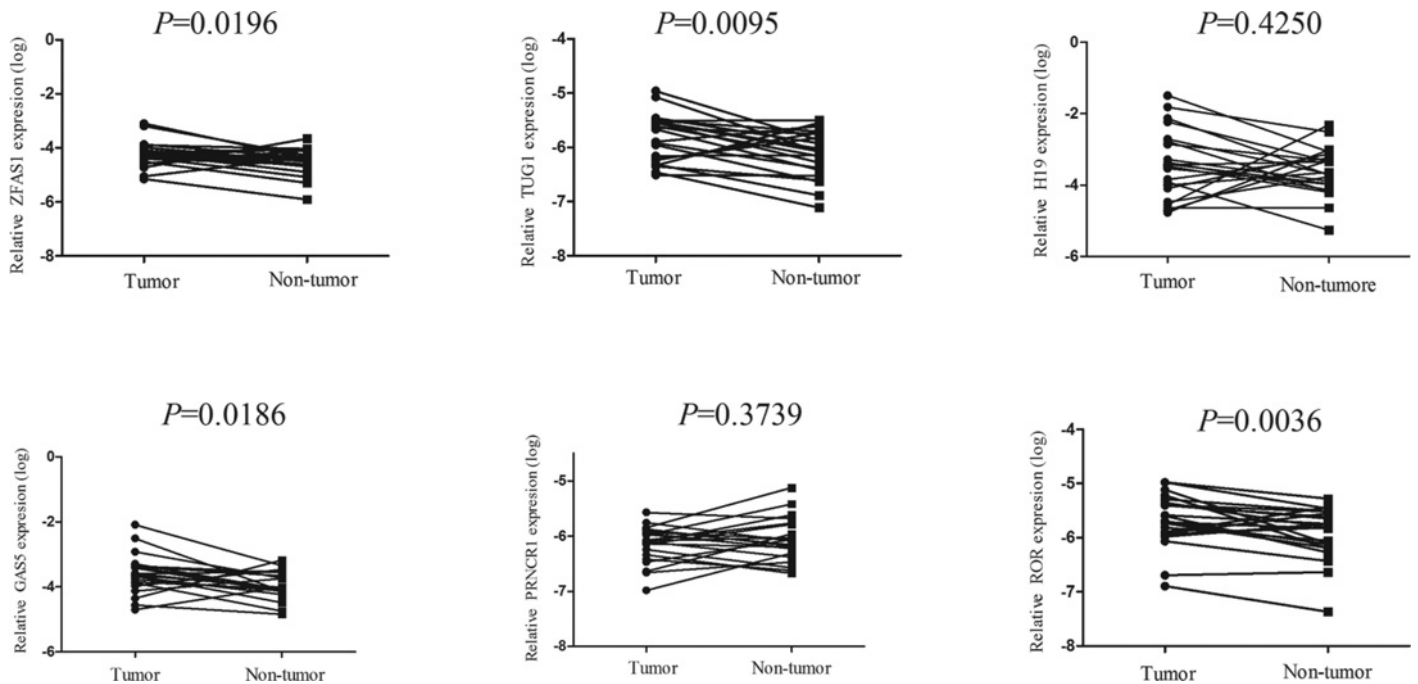 P=0.0196
Relative ZFAS1 expresion (log)
0
-2
-4
-6
-8
Tumor
Non-tumor
P=0.0095
Relative TUG1 expresion (log)
-4
-5
-6
-7
-8
Tumor
Non-tumor
P=0.4250
Relative H19 expresion (log)
0
-2
-4
-6
Tumor
Non-tumore
P=0.0186
Relative GAS5 expresion (log)
0
-2
-4
-6
Tumor
Non-tumor
P=0.3739
Relative PRNCR1 expresion (log)
-5
-6
-7
-8
Tumor
Non-tumor
P=0.0036
Relative ROR expresion (log)
-4
-5
-6
-7
-8
Tumor
Non-tumor